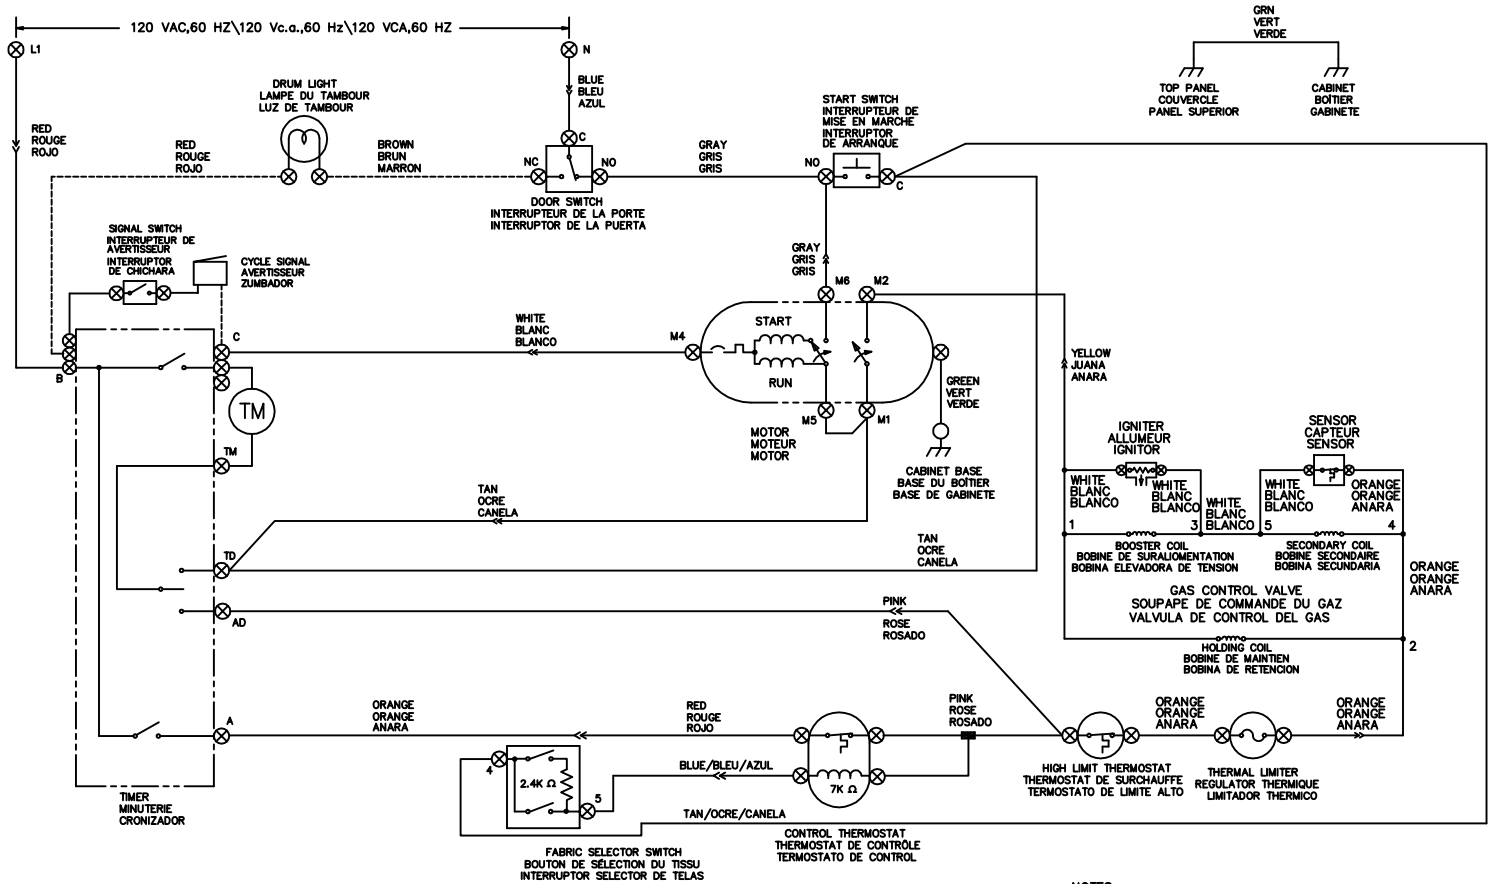 120 VAC,60 HZ\120 Vc.a.,60 Hz\120 VCA,60 HZ
L1
N
BLUE
BLEU
AZUL
C
GRN
VERT
VERDE
TOP PANEL
COUVERCLE
PANEL SUPERIOR
CABINET
BOÎTIER
GABINETE
RED
ROUGE
ROJO
DRUM LIGHT
LAMPE DU TAMBOUR
LUZ DE TAMBOUR
RED
ROUGE
ROJO
BROWN
BRUN
MARRON
NC
NO
DOOR SWITCH
INTERRUPTEUR DE LA PORTE
INTERRUPTOR DE LA PUERTA
GRAY
GRIS
GRIS
START SWITCH
INTERRUPTEUR DE
MISE EN MARCHE
INTERRUPTOR
DE ARRANQUE
NO
C
SIGNAL SWITCH
INTERRUPTEUR DE
AVERTISSEUR
INTERRUPTOR
DE CHICHARA
CYCLE SIGNAL
AVERTISSEUR
ZUMBADOR
GRAY
GRIS
GRIS
M6
M2
WHITE
BLANC
BLANCO
M4
START
RUN
M5
M1
MOTOR
MOTEUR
MOTOR
GREEN
VERT
VERDE
CABINET BASE
BASE DU BOÎTIER
BASE DE GABINETE
YELLOW
JUANA
ANARA
B
C
TM
TM
TAN
OCRE
CANELA
TD
TAN
OCRE
CANELA
AD
PINK
ROSE
ROSADO
IGNITER
ALLUMEUR
IGNITOR
SENSOR
CAPTEUR
SENSOR
WHITE
BLANC
BLANCO
WHITE
BLANC
BLANCO
WHITE
BLANC
BLANCO
WHITE
BLANC
BLANCO
ORANGE
ORANGE
ANARA
1
3
5
4
BOOSTER COIL
BOBINE DE SURALIOMENTATION
BOBINA ELEVADORA DE TENSION
SECONDARY COIL
BOBINE SECONDAIRE
BOBINA SECUNDARIA
ORANGE
ORANGE
ANARA
GAS CONTROL VALVE
SOUPAPE DE COMMANDE DU GAZ
VALVULA DE CONTROL DEL GAS
HOLDING COIL
BOBINE DE MAINTIEN
BOBINA DE RETENCION
2
A
ORANGE
ORANGE
ANARA
RED
ROUGE
ROJO
PINK
ROSE
ROSADO
ORANGE
ORANGE
ANARA
ORANGE
ORANGE
ANARA
4
2.4K Ω
5
BLUE/BLEU/AZUL
7K Ω
HIGH LIMIT THERMOSTAT
THERMOSTAT DE SURCHAUFFE
TERMOSTATO DE LIMITE ALTO
THERMAL LIMITER
REGULATOR THERMIQUE
LIMITADOR THERMICO
TIMER
MINUTERIE
CRONIZADOR
TAN/OCRE/CANELA
CONTROL THERMOSTAT
THERMOSTAT DE CONTRÔLE
TERMOSTATO DE CONTROL
FABRIC SELECTOR SWITCH
BOUTON DE SÉLECTION DU TISSU
INTERRUPTOR SELECTOR DE TELAS